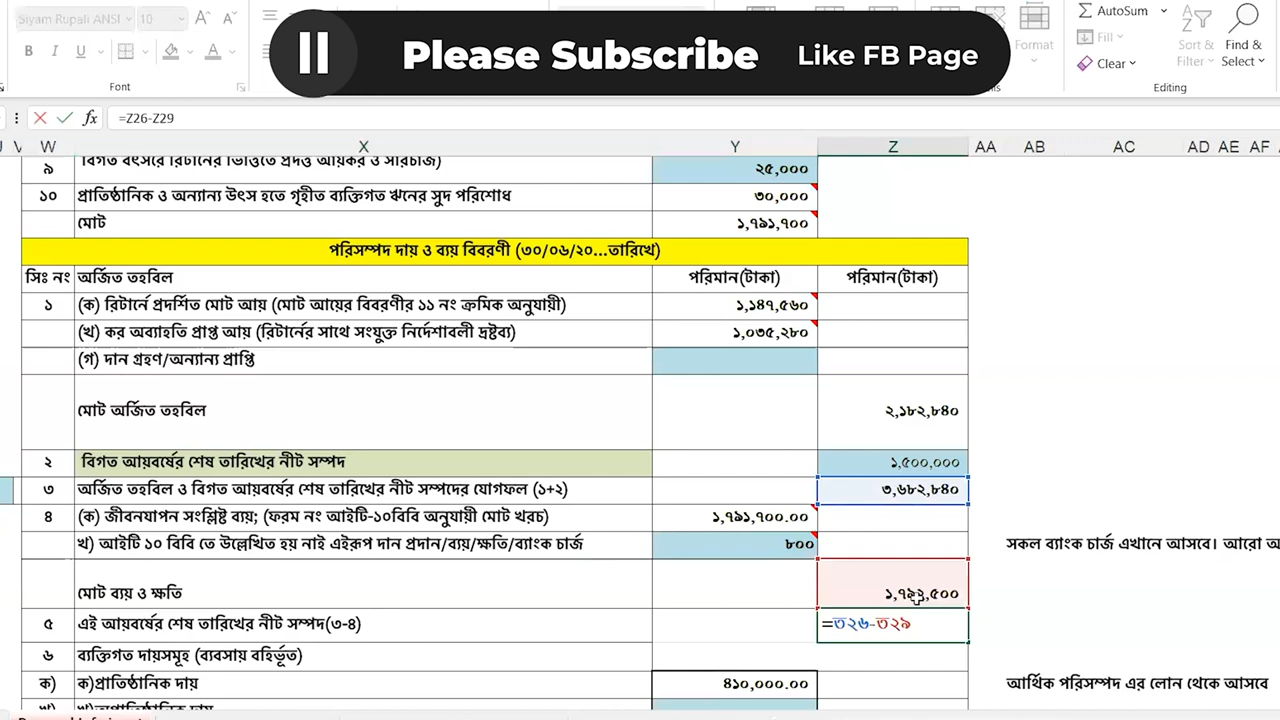 Siyam Rupali ANSI 10
Please Subscribe Like FB Page
AutoSum
Fill
Clear
Format
Sort & Filter
Find & Select
B I U A
Font
Editing
=Z26-Z29
fx
W X Y Z AA AB AC AD AE AF
৯ বিগত বৎসরে রিটানের ভিত্তিতে প্রদত্ত আয়কর ও সারচার্জ) ২৫,০০০
১০ প্রাতিষ্ঠানিক ও অন্যান্য উৎস হতে গৃহীত ব্যক্তিগত ঋনের সুদ পরিশোধ ৩০,০০০
মোট ১,৭৯১,৭০০
পরিসম্পদ দায় ও ব্যয় বিবরণী (৩০/০৬/২০...তারিখে)
সিঃ নং অর্জিত তহবিল পরিমান(টাকা) পরিমান(টাকা)
১ (ক) রিটার্নে প্রদর্শিত মোট আয় (মোট আয়ের বিবরণীর ১১ নং ক্রমিক অনুযায়ী) ১,১৪৭,৫৬০
(খ) কর অব্যাহতি প্রাপ্ত আয় (রিটার্নের সাথে সংযুক্ত নির্দেশাবলী দ্রষ্টব্য) ১,০৩৫,২৮০
(গ) দান গ্রহণ/অন্যান্য প্রাপ্তি
মোট অর্জিত তহবিল ২,১৮২,৮৪০
২ বিগত আয়বর্ষের শেষ তারিখের নীট সম্পদ ১,৫০০,০০০
৩ অর্জিত তহবিল ও বিগত আয়বর্ষের শেষ তারিখের নীট সম্পদের যোগফল (১+২) ৩,৬৮২,৮৪০
৪ (ক) জীবনযাপন সংশ্লিষ্ট ব্যয়; (ফরম নং আইটি-১০বিবি অনুযায়ী মোট খরচ) ১,৭৯১,৭০০.০০
খ) আইটি ১০ বিবি তে উল্লেখিত হয় নাই এইরূপ দান প্রদান/ব্যয়/ক্ষতি/ব্যাংক চার্জ ৮০০ সকল ব্যাংক চার্জ এখানে আসবে। আরো
মোট ব্যয় ও ক্ষতি ১,৭৯২,৫০০
৫ এই আয়বর্ষের শেষ তারিখের নীট সম্পদ(৩-৪) =চ২৬-চ২৯
৬ ব্যক্তিগত দায়সমূহ (ব্যবসায় বহির্ভূত)
ক) ক)প্রাতিষ্ঠানিক দায় ৪১০,০০০.০০ আর্থিক পরিসম্পদ এর লোন থেকে আসবে